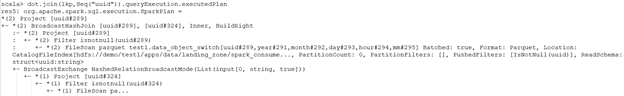 scala> dot.join(lkp,Seq("uuid")).queryExecution.executedPlan
res5: org.apache.spark.sql.execution.SparkPlan =
*(2) Project [uuid#289]
+- *(2) BroadcastHashJoin [uuid#289], [uuid#324], Inner, BuildRight
   :- *(2) Project [uuid#289]
   :  +- *(2) Filter isnotnull(uuid#289)
   :     +- *(2) FileScan parquet test1.data_object_switch[uuid#289,year#291,month#292,day#293,hour#294,mm#295] Batched: true, Format: Parquet, Location:
CatalogFileIndex[hdfs://demo/test1/apps/data/landing_zone/spark_consume..., PartitionCount: 0, PartitionFilters: [], PushedFilters: [IsNotNull(uuid)], ReadSchema:
struct<uuid:string>
   +- BroadcastExchange HashedRelationBroadcastMode(List(input[0, string, true]))
      +- *(1) Project [uuid#324]
         +- *(1) Filter isnotnull(uuid#324)
            +- *(1) FileScan pa...